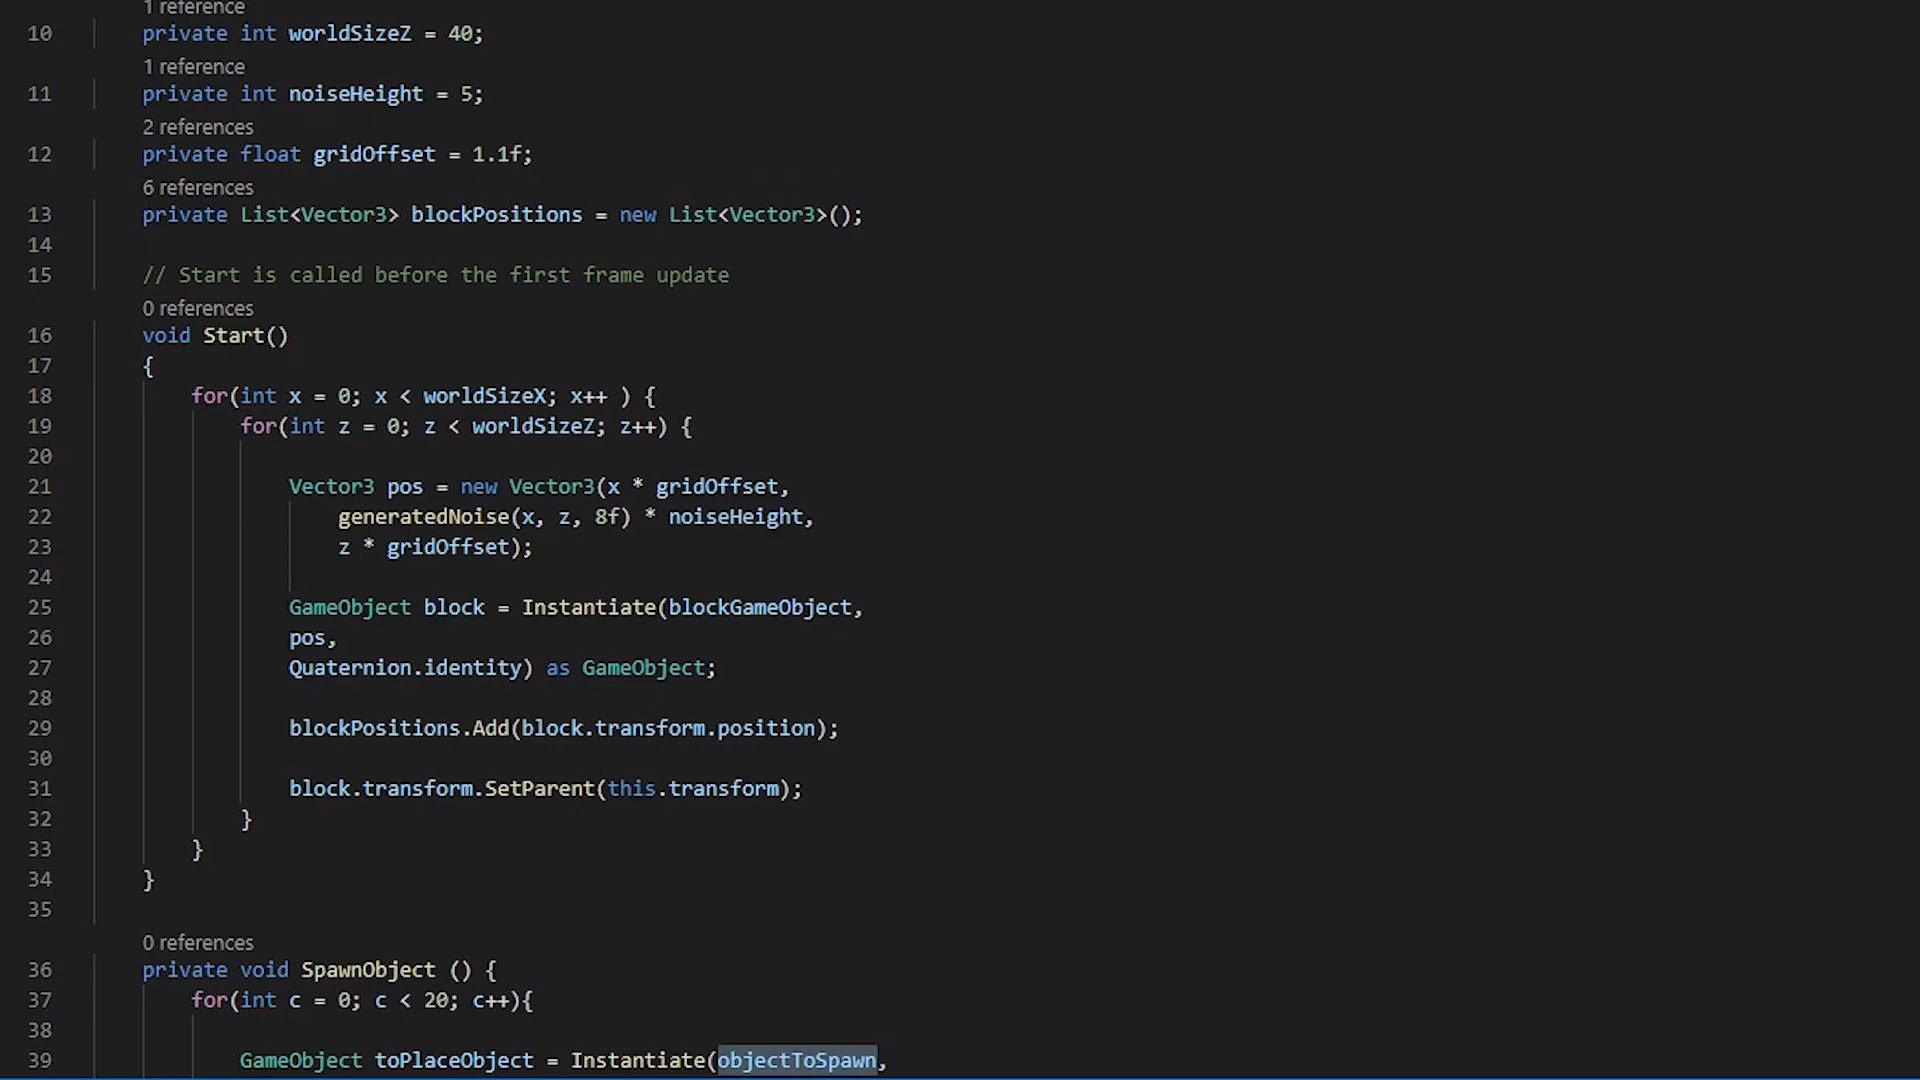 1 reference
10 private int worldSizeZ = 40;
1 reference
11 private int noiseHeight = 5;
2 references
12 private float gridOffset = 1.1f;
6 references
13 private List<Vector3> blockPositions = new List<Vector3>();
14
15 // Start is called before the first frame update
0 references
16 void Start()
17 {
18 for(int x = 0; x < worldSizeX; x++ ) {
19 for(int z = 0; z < worldSizeZ; z++) {
20
21 Vector3 pos = new Vector3(x * gridOffset,
22 generatedNoise(x, z, 8f) * noiseHeight,
23 z * gridOffset);
24
25 GameObject block = Instantiate(blockGameObject,
26 pos,
27 Quaternion.identity) as GameObject;
28
29 blockPositions.Add(block.transform.position);
30
31 block.transform.SetParent(this.transform);
32 }
33 }
34 }
35
0 references
36 private void SpawnObject () {
37 for(int c = 0; c < 20; c++){
38
39 GameObject toPlaceObject = Instantiate(objectToSpawn,